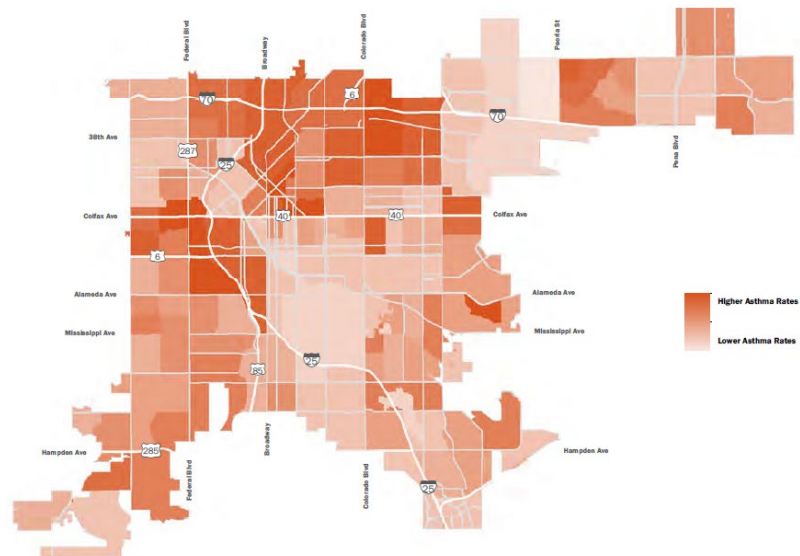 Federal Blvd
Broadway
Colorado Blvd
Peoria St
6
70
70
38th Ave
287
25
Pena Blvd
Colfax Ave
40
40
Colfax Ave
6
Alameda Ave
Alameda Ave
Higher Asthma Rates
Mississippi Ave
Mississippi Ave
Lower Asthma Rates
25
85
Hampden Ave
285
Broadway
Hampden Ave
Federal Blvd
Colorado Blvd
25